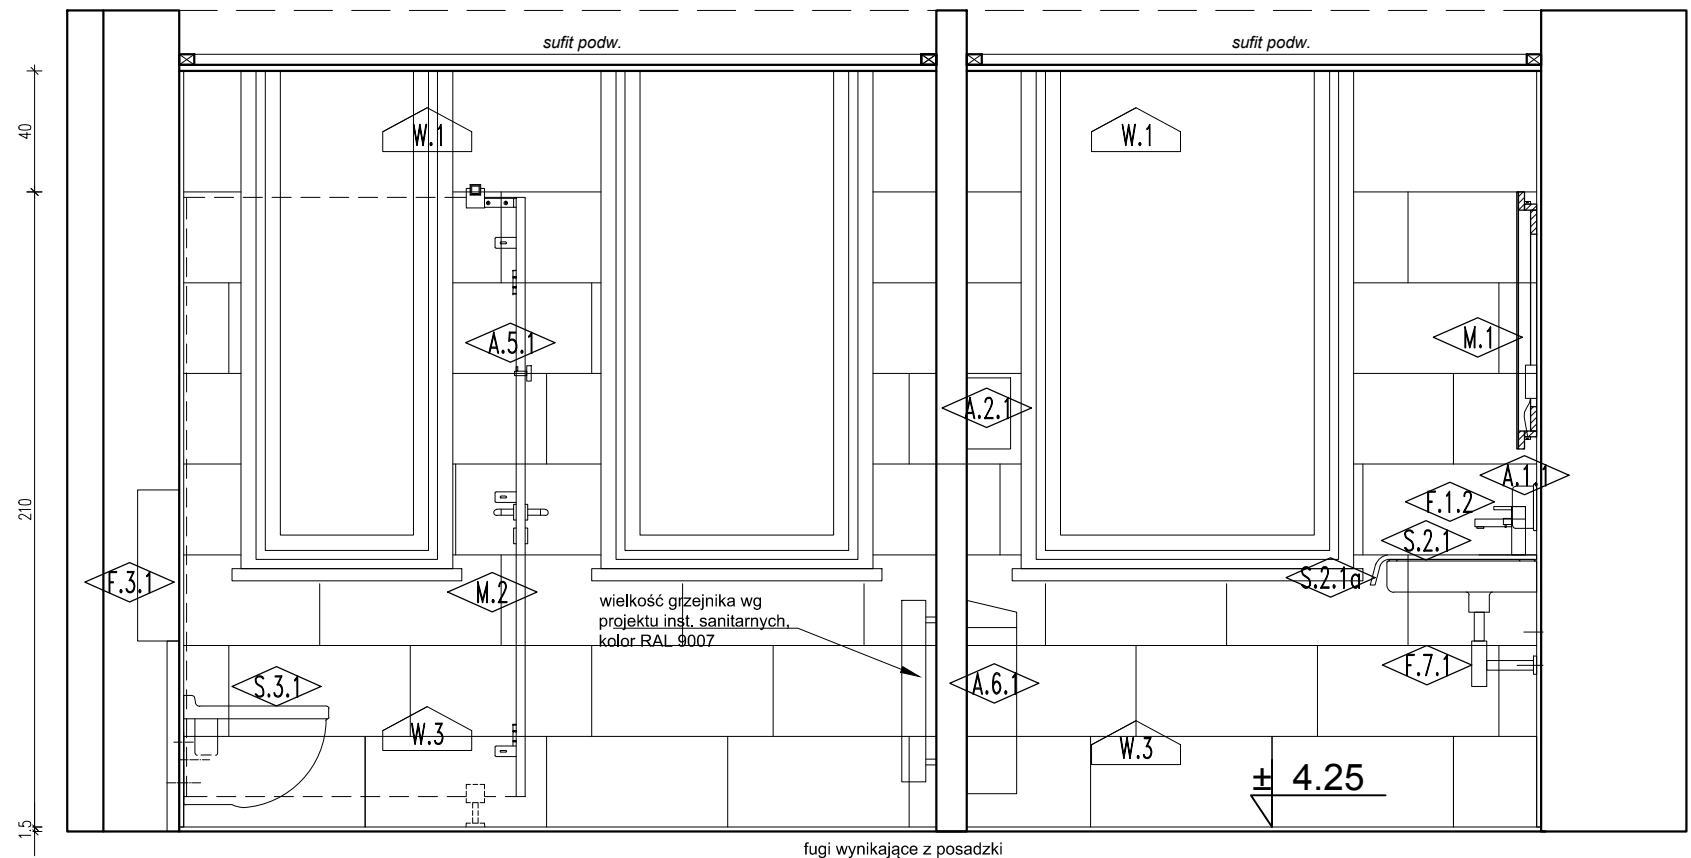 sufit podw.
sufit podw.
40
W.1
W.1
A.5.1
M.1
A.2.1
A.1.1
F.1.2
210
S.2.1
F.3.1
S.2.1a
M.2
wielkość grzejnika wg
projektu inst. sanitarnych,
kolor RAL 9007
F.7.1
S.3.1
A.6.1
W.3
W.3
± 4.25
1.5
fugi wynikające z posadzki